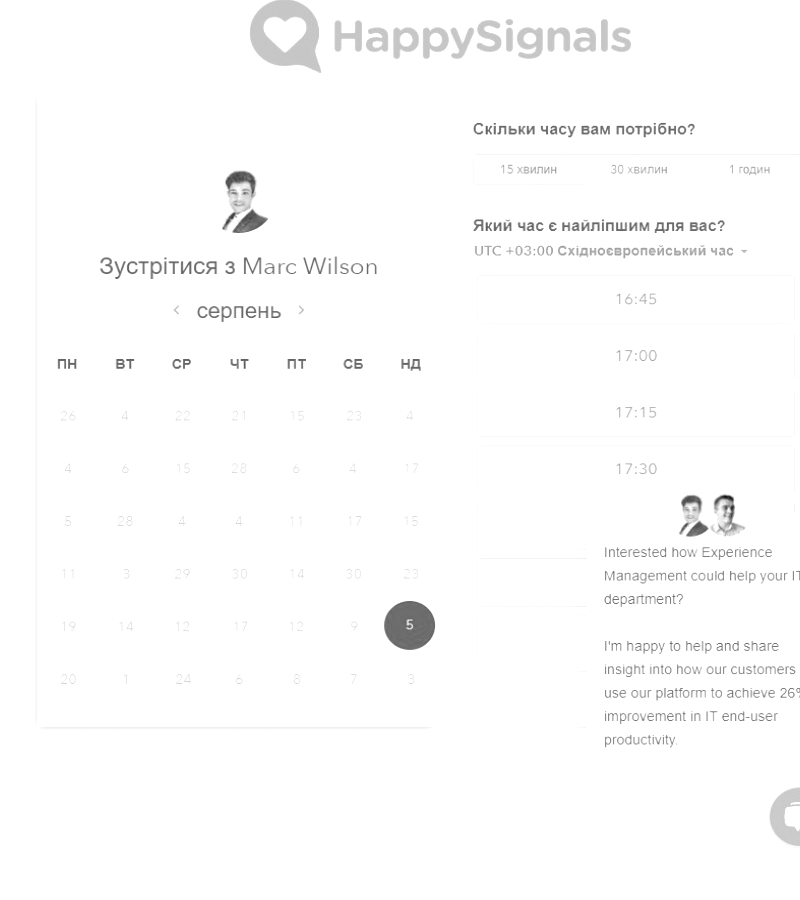 HappySignals
Зустрітися з Marc Wilson
серпень
ПН ВТ СР ЧТ ПТ СБ НД
26 4 22 21 15 23 4
4 6 15 28 6 4 17
5 28 4 4 11 17 15
11 3 29 30 14 30 23
19 14 12 17 12 9 5
20 1 24 6 8 7 3
Скільки часу вам потрібно?
15 хвилин 30 хвилин 1 годин
Який час є найліпшим для вас?
UTC +03:00 Східноєвропейський час
16:45
17:00
17:15
17:30
Interested how Experience
Management could help your IT
department?
I'm happy to help and share
insight into how our customers
use our platform to achieve 26%
improvement in IT end-user
productivity.